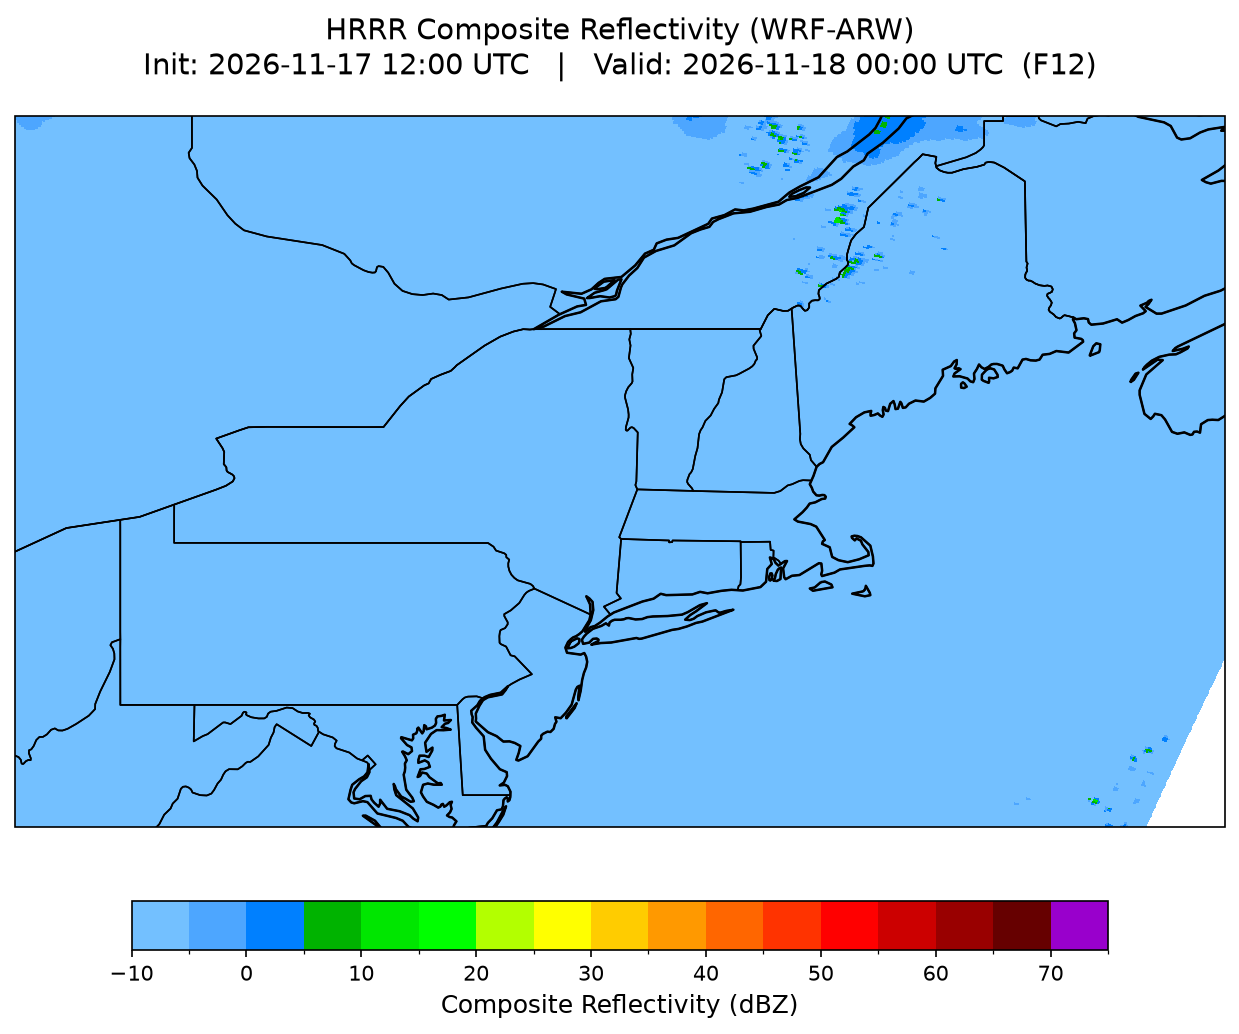 HRRR Composite Reflectivity (WRF-ARW)
Init: 2026-11-17 12:00 UTC | Valid: 2026-11-18 00:00 UTC (F12)
−10 0 10 20 30 40 50 60 70
Composite Reflectivity (dBZ)